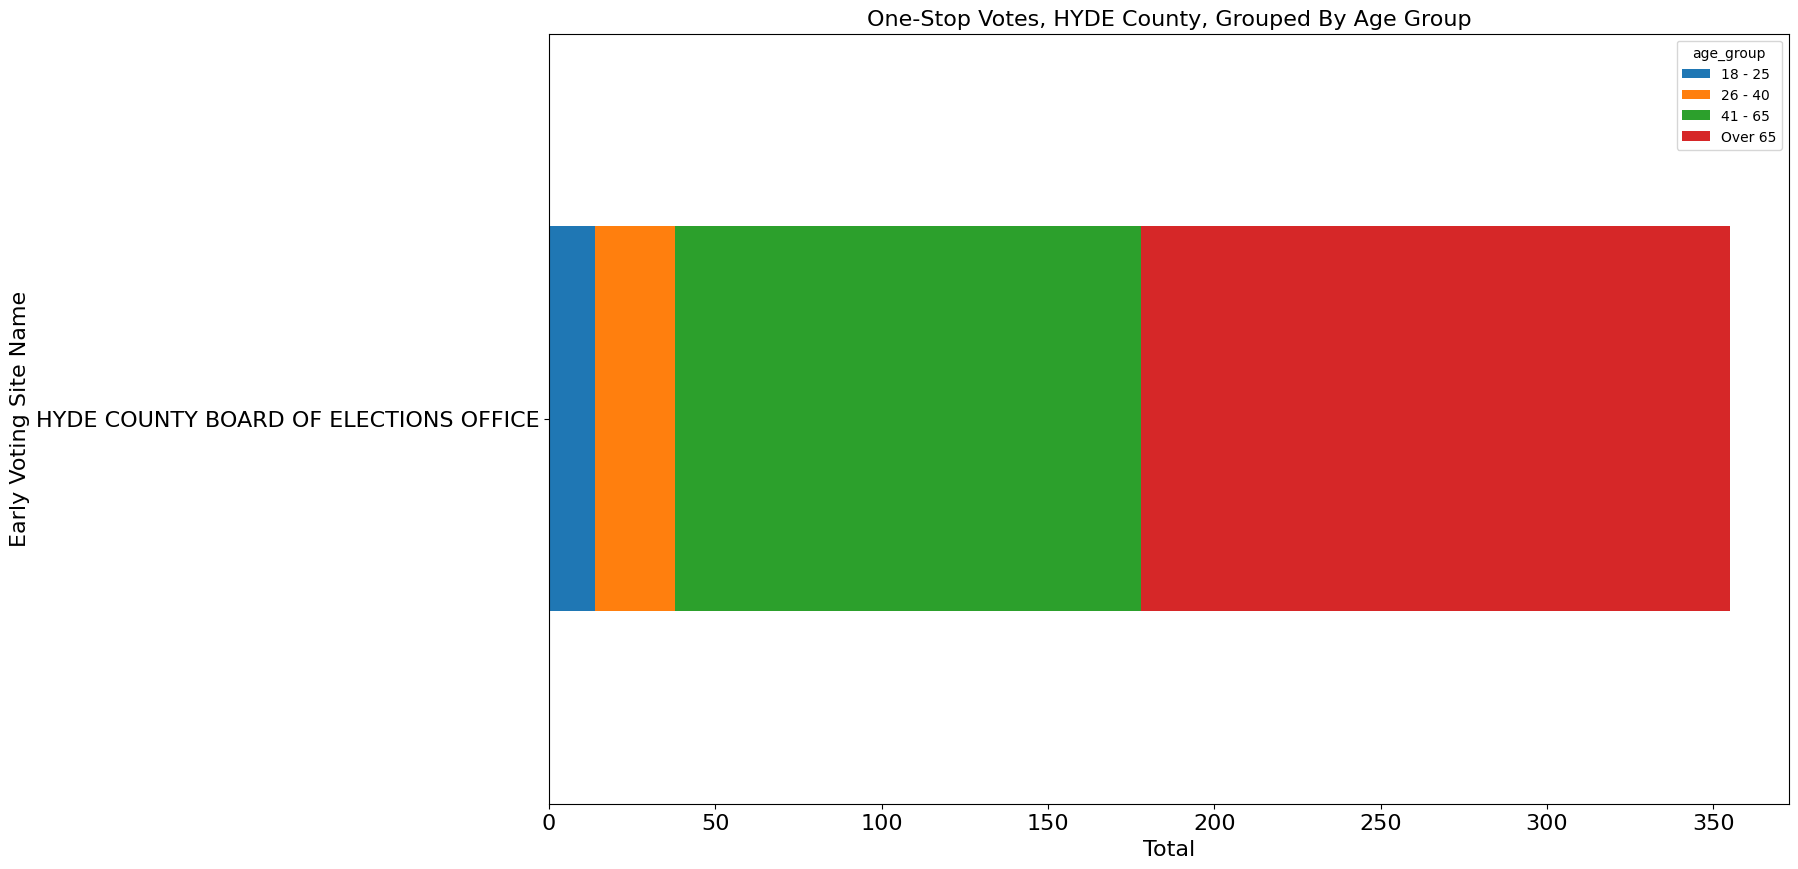 One-Stop Votes, HYDE County, Grouped By Age Group
age_group
18 - 25
26 - 40
41 - 65
Over 65
Early Voting Site Name
HYDE COUNTY BOARD OF ELECTIONS OFFICE
0 50 100 150 200 250 300 350
Total